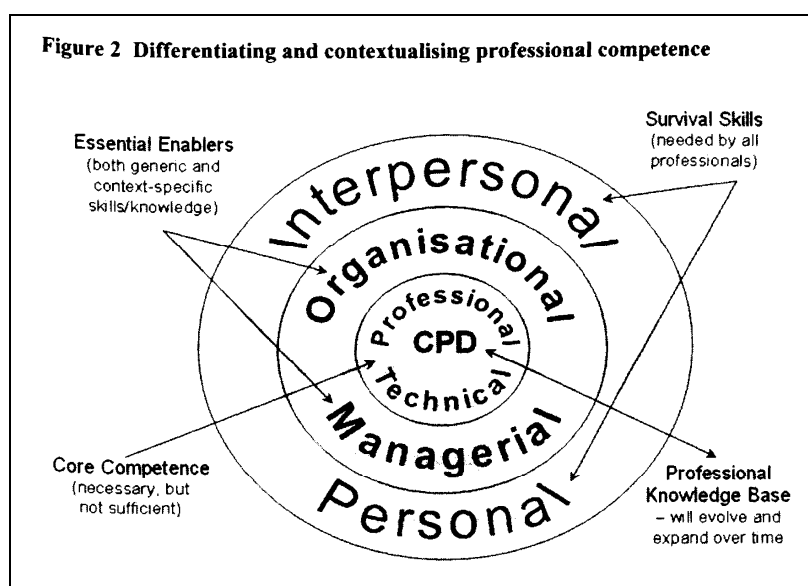 Figure 2 Differentiating and contextualising professional competence
Essential Enablers
(both generic and
context-specific
skills/knowledge)
Survival Skills
(needed by all
professionals)
Interpersonal
Organisational
Professional
CPD
Technical
Managerial
Personal
Core Competence
(necessary, but
not sufficient)
Professional
Knowledge Base
– will evolve and
expand over time